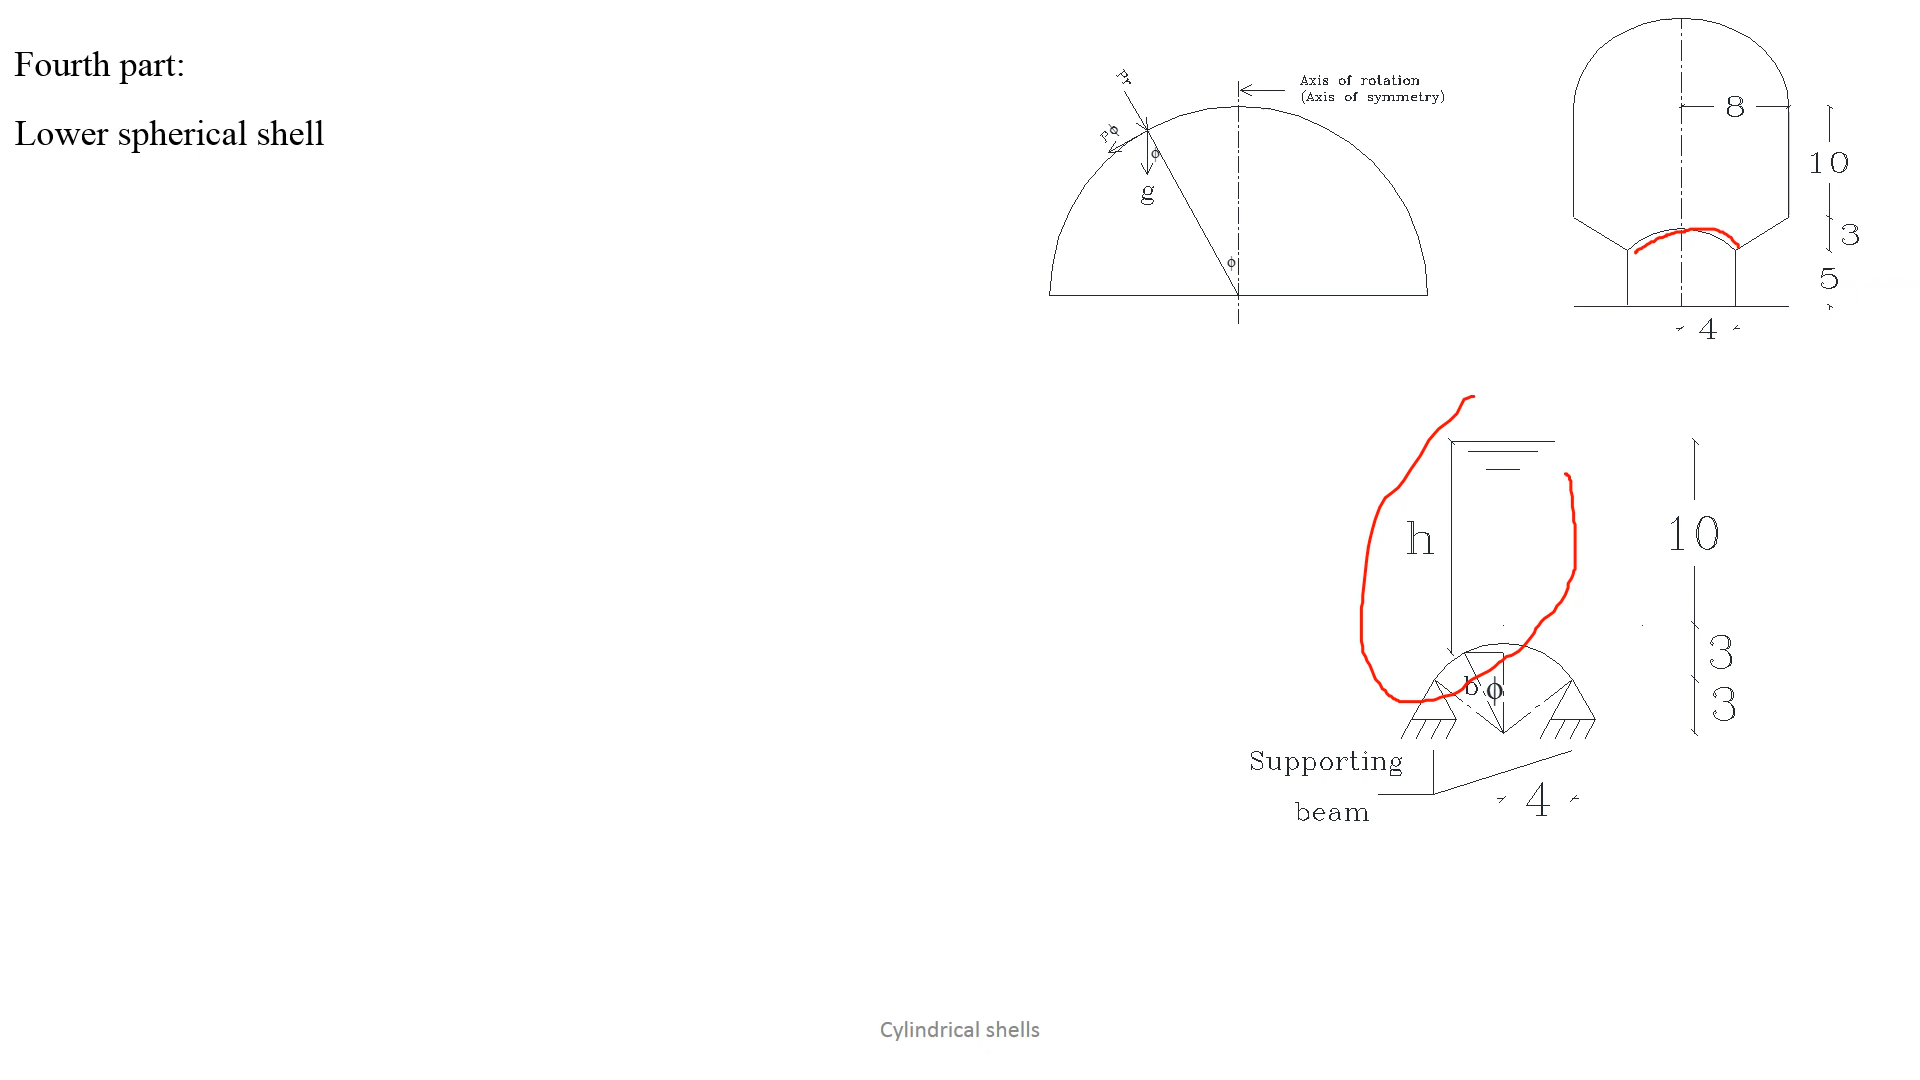 Fourth part:
Lower spherical shell
Pr
Pϕ
ϕ
g
ϕ
Axis of rotation
(Axis of symmetry)
8
10
3
5
4
h
10
3
3
b ϕ
Supporting
beam
4
Cylindrical shells